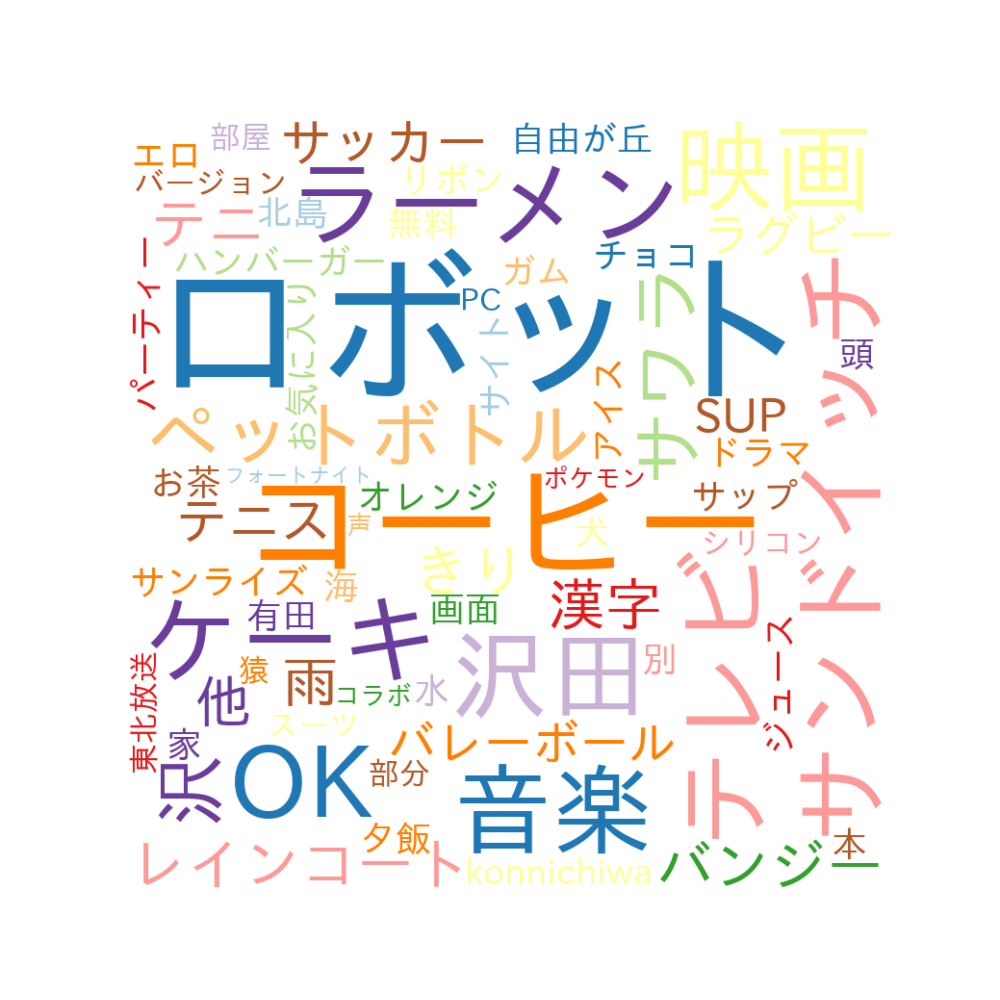 部屋
サッカー
自由が丘
映画
エロ
バージョン
ラーメン
リボン
テニ
北島
無料
ラグビー
ハンバーガー
ガム
チョコ
パーティー
ロボット
お気に入り
PC
サイト
サワラ
サンドイッチ
頭
ペットボトル
アイス
SUP
ドラマ
お茶
フォートナイト
オレンジ
ポケモン
サップ
テニス
コーヒー
声
犬
シリコン
サンライズ
海
きり
テレビ
ケーキ
有田
画面
漢字
ジュース
猿
雨
沢田
別
東北放送
他
コラボ
水
スーツ
家
バレーボール
沢
OK
部分
音楽
夕飯
本
レインコート
konnichiwa
バンジー